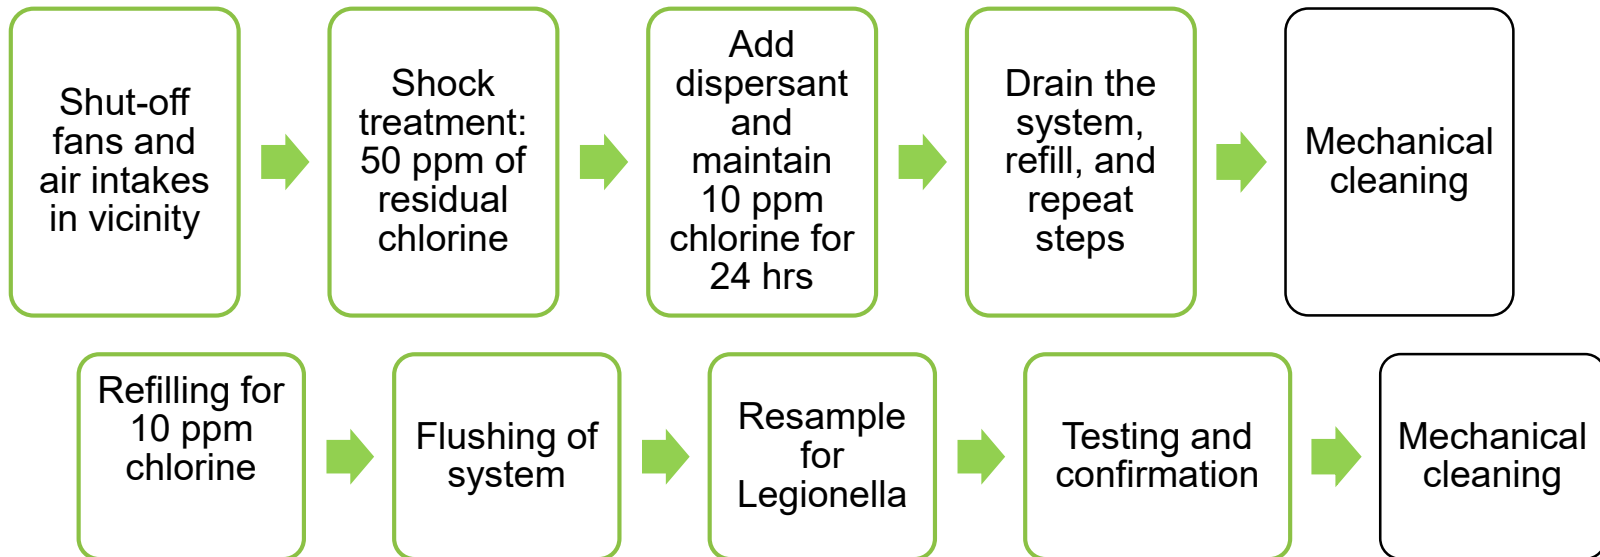 Shut-off
fans and
air intakes
in vicinity
Shock
treatment:
50 ppm of
residual
chlorine
Add
dispersant
and
maintain
10 ppm
chlorine for
24 hrs
Drain the
system,
refill, and
repeat
steps
Mechanical
cleaning
Refilling for
10 ppm
chlorine
Flushing of
system
Resample
for
Legionella
Testing and
confirmation
Mechanical
cleaning